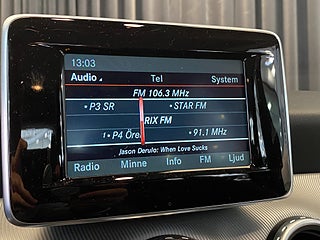 13:03
Audio Tel System
FM 106.3 MHz
• P3 SR • STAR FM
RIX FM
1• P4 Öre • 91.1 MHz
Jason Derulo: When Love Sucks
Radio Minne Info FM Ljud